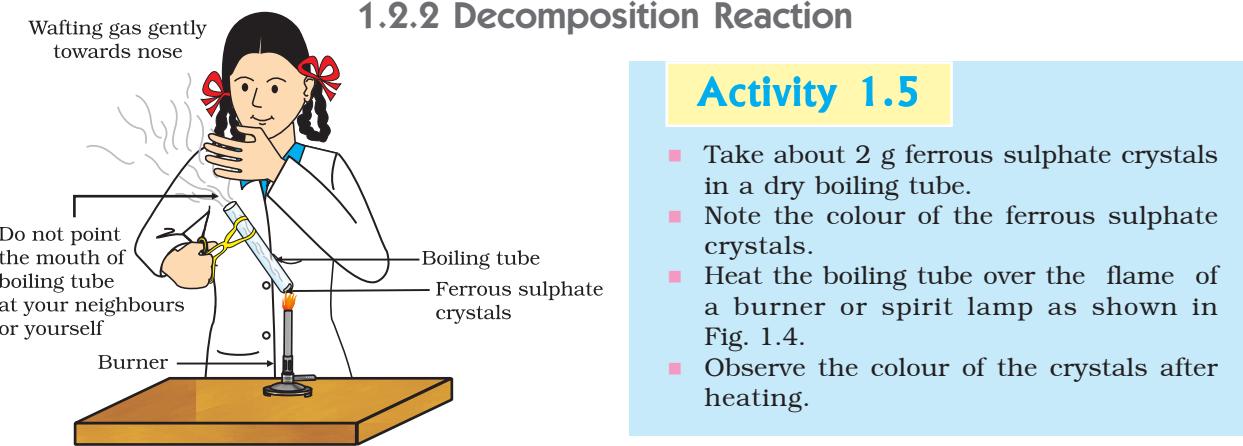 1.2.2 Decomposition Reaction
Wafting gas gently
towards nose
Do not point
the mouth of
boiling tube
at your neighbours
or yourself
Boiling tube
Ferrous sulphate
crystals
Burner
Activity 1.5
■ Take about 2 g ferrous sulphate crystals
in a dry boiling tube.
■ Note the colour of the ferrous sulphate
crystals.
■ Heat the boiling tube over the flame of
a burner or spirit lamp as shown in
Fig. 1.4.
■ Observe the colour of the crystals after
heating.